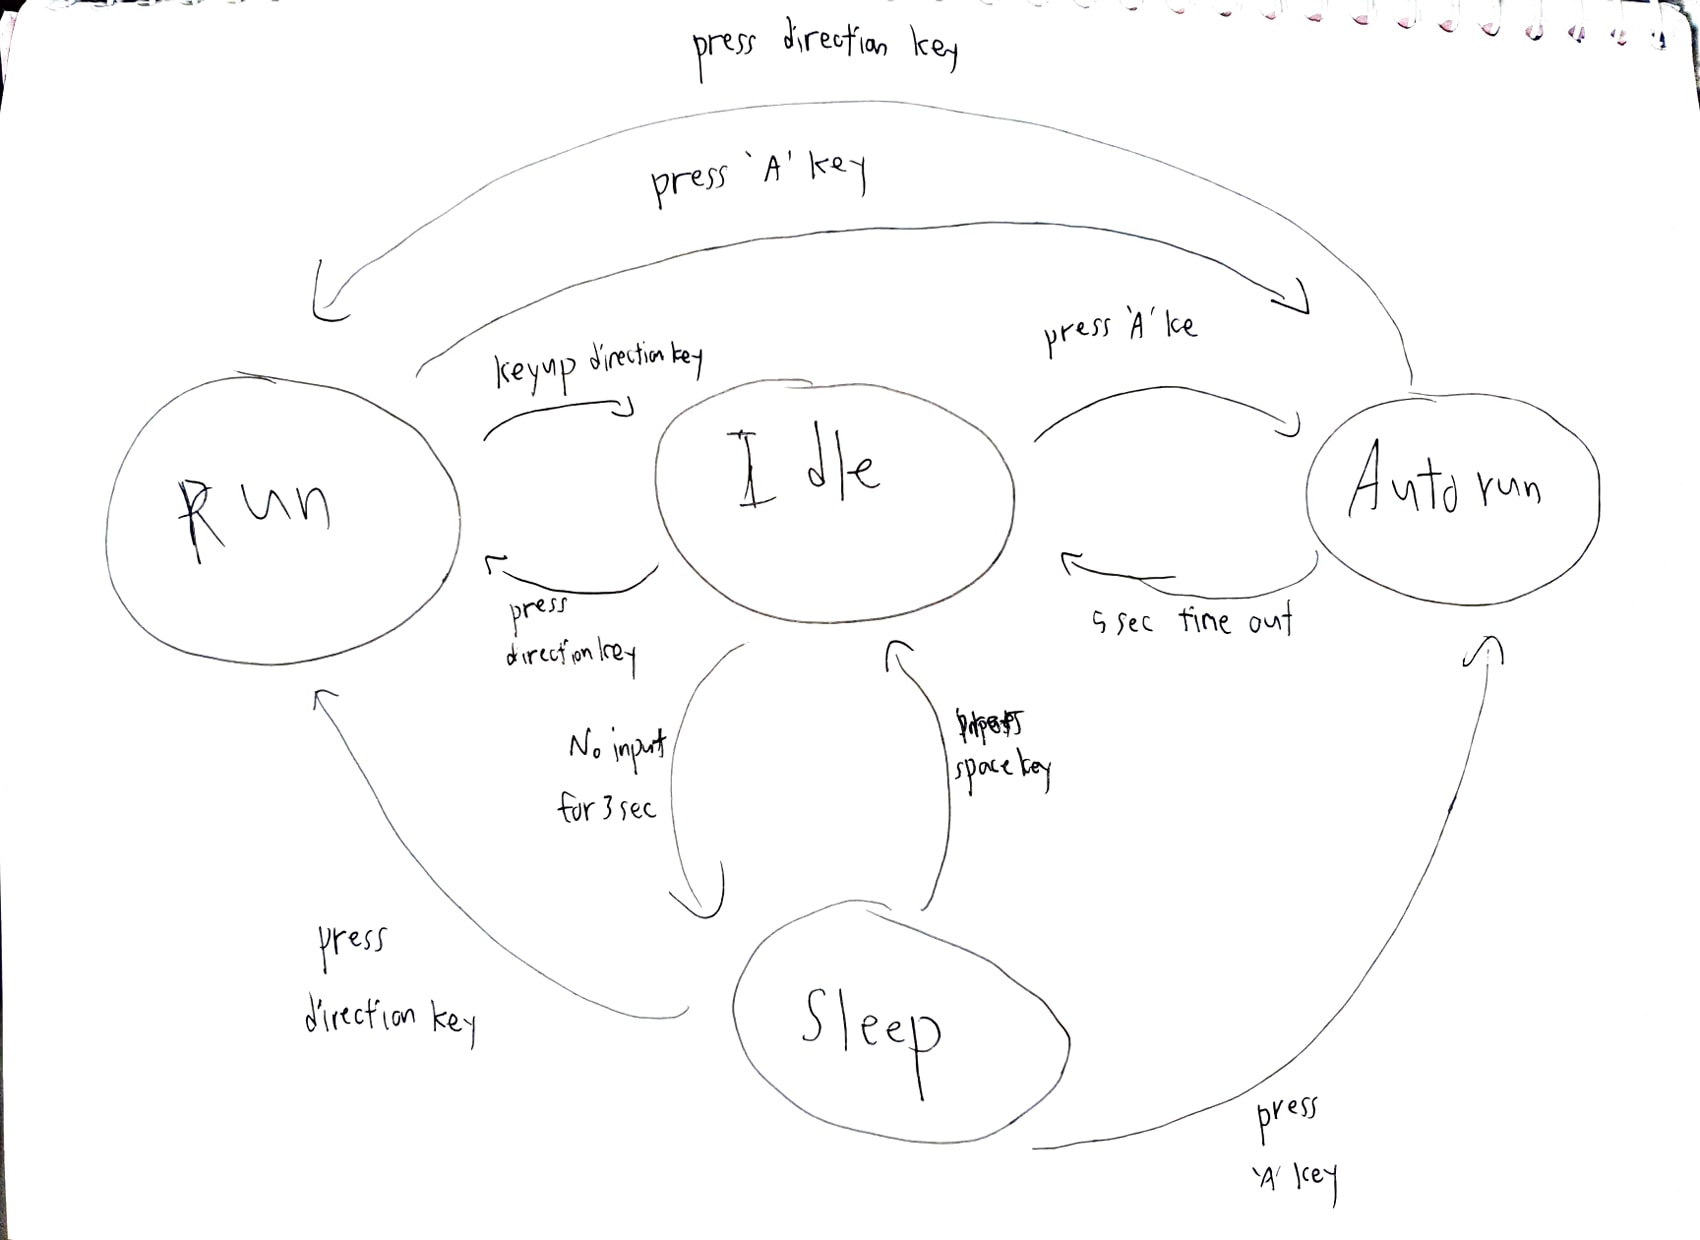 press direction key
press 'A' key
keyup direction key
press 'A' ke
Run
Idle
Auto run
press
direction key
5 sec time out
No input
for 3 sec
space key
press
direction key
Sleep
press
'A' key